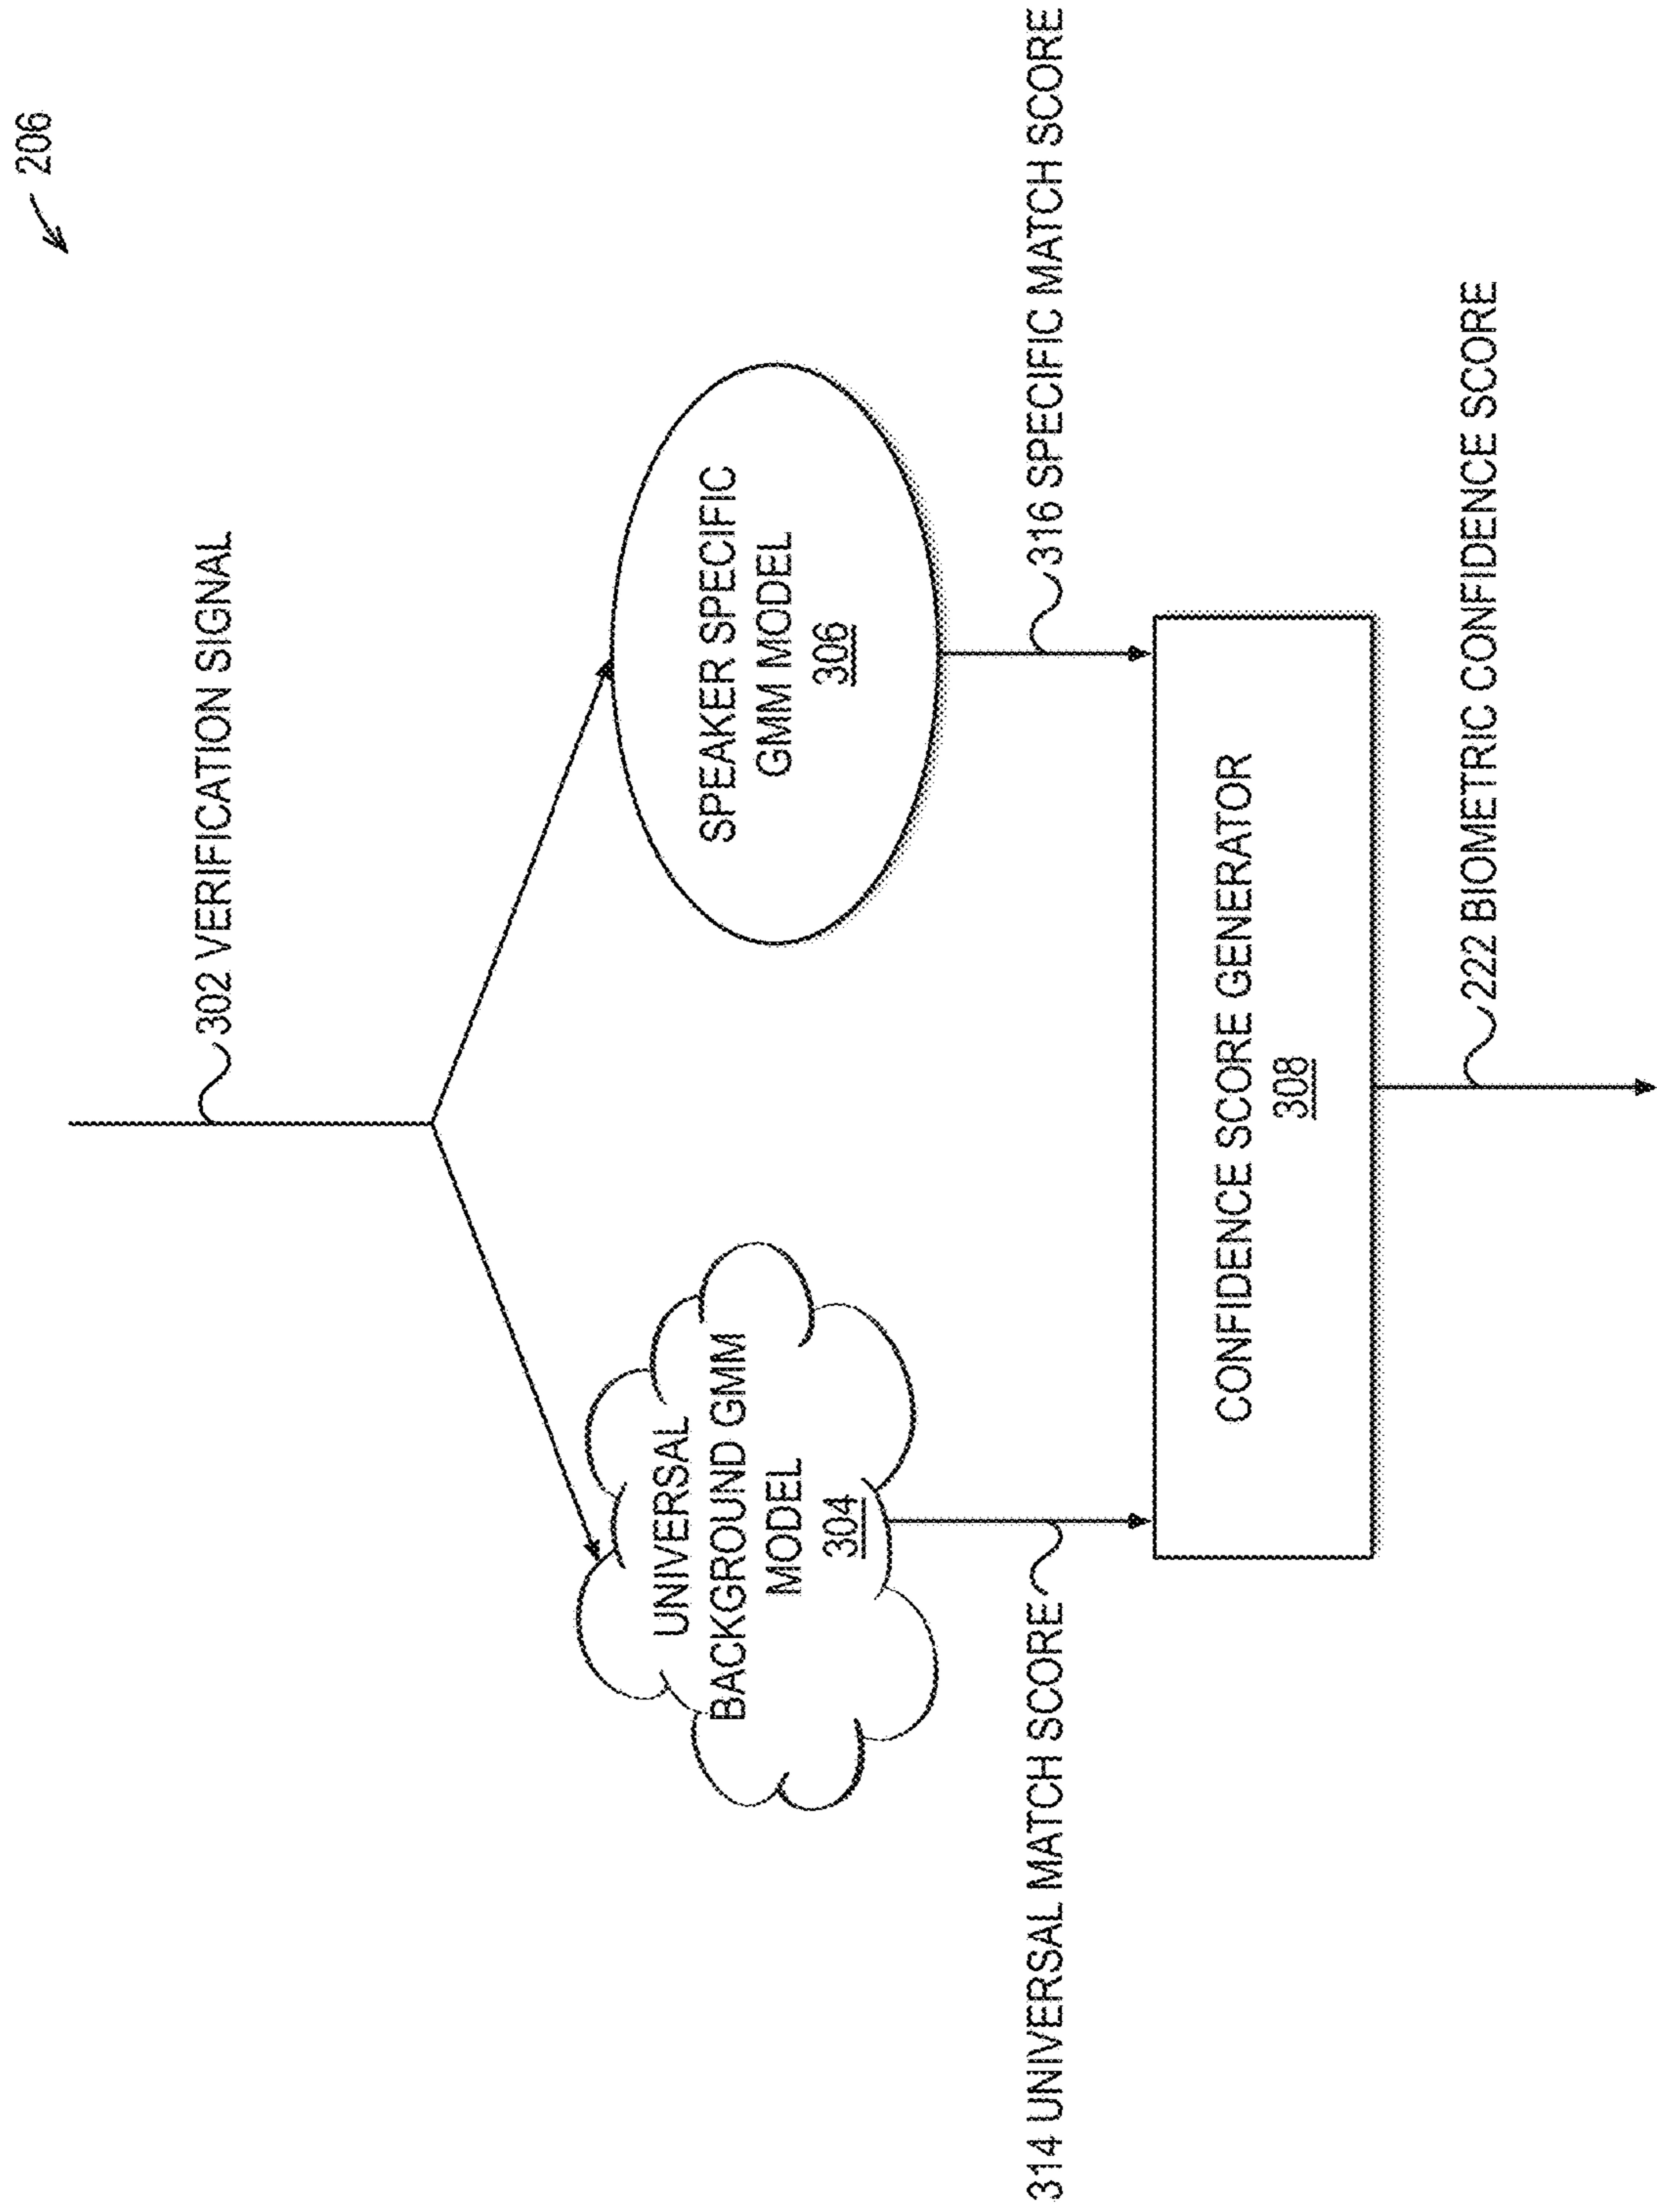 206
302 VERIFICATION SIGNAL
UNIVERSAL
BACKGROUND GMM
MODEL
304
SPEAKER SPECIFIC
GMM MODEL
306
314 UNIVERSAL MATCH SCORE
316 SPECIFIC MATCH SCORE
CONFIDENCE SCORE GENERATOR
308
222 BIOMETRIC CONFIDENCE SCORE